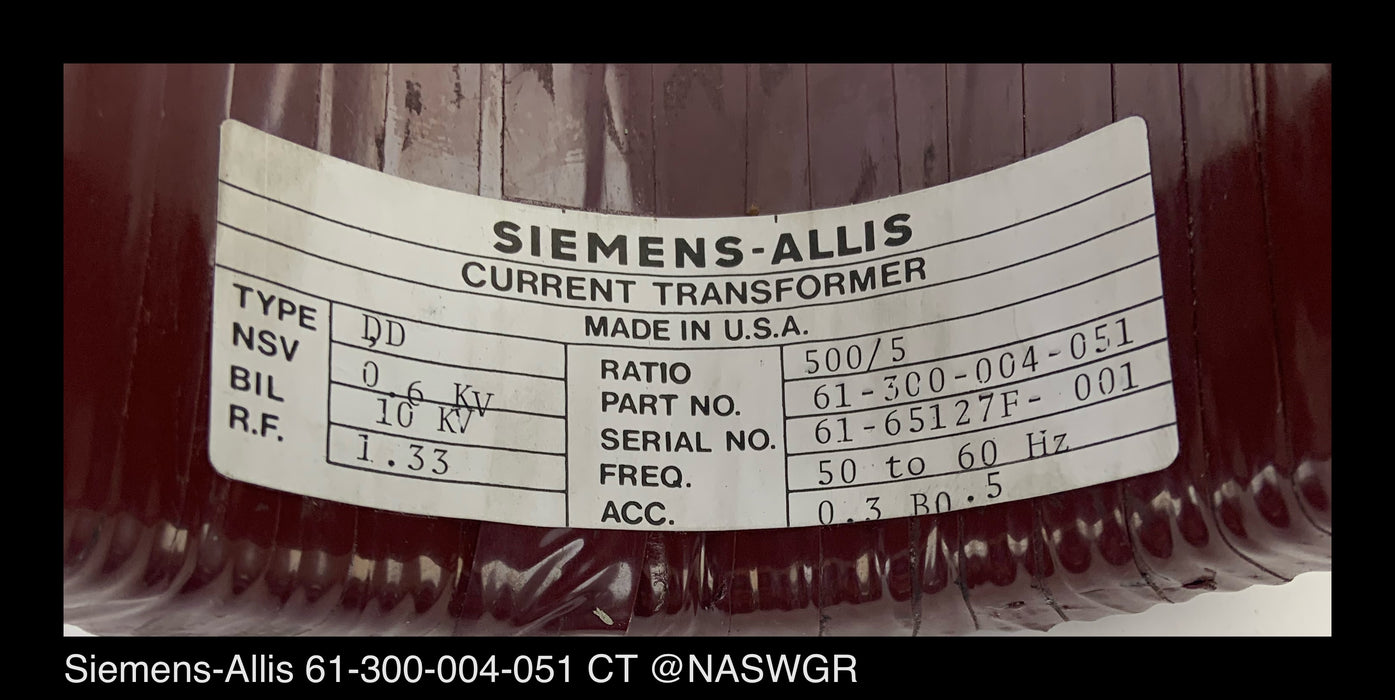 SIEMENS-ALLIS
CURRENT TRANSFORMER
MADE IN U.S.A.
TYPE DD
NSV 0.6 KV
BIL 10 KV
R.F. 1.33
RATIO 500/5
PART NO. 61-300-004-051
SERIAL NO. 61-65127F- 001
FREQ. 50 to 60 Hz
ACC. 0.3 B0.5
Siemens-Allis 61-300-004-051 CT @NASWGR